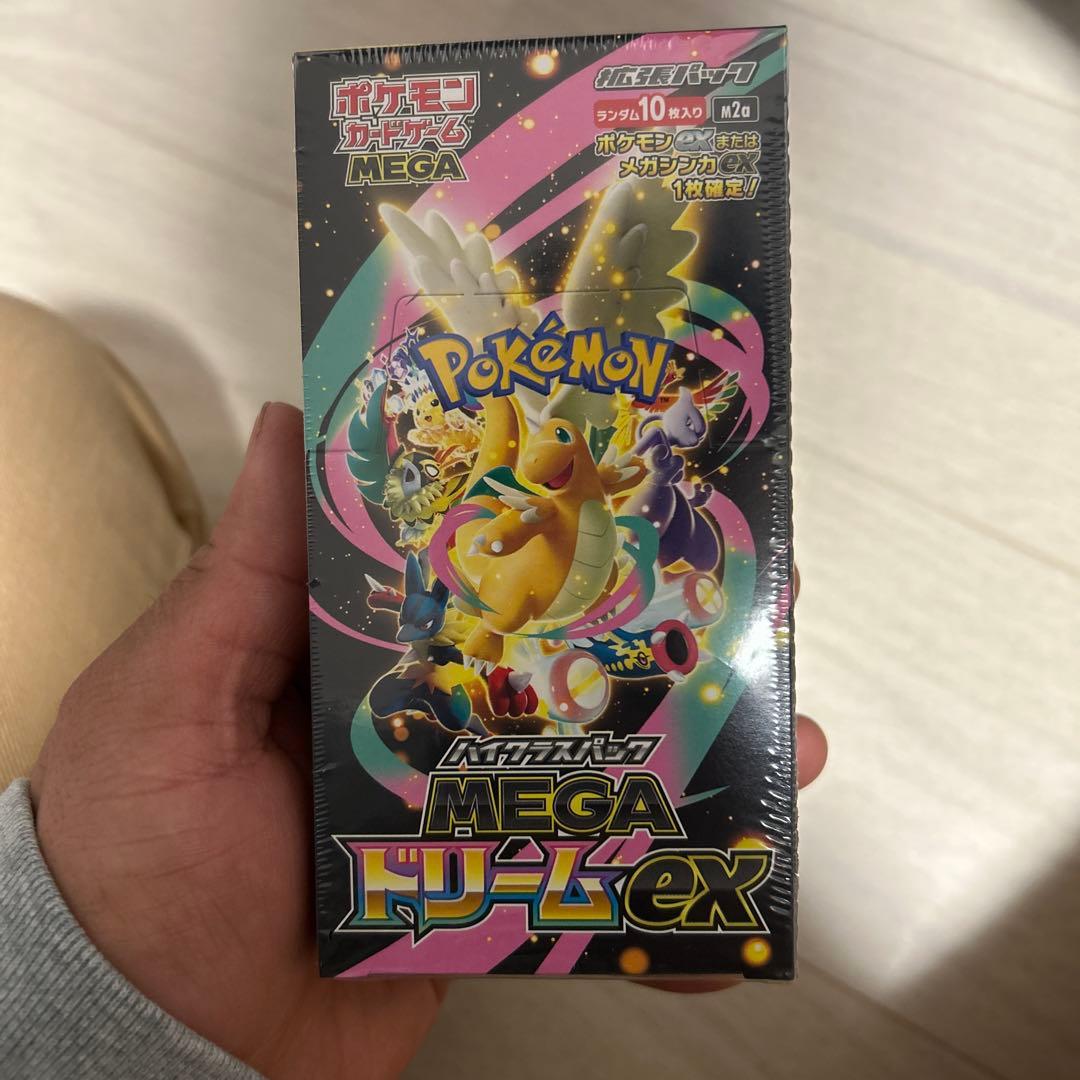 ポケモン
カードゲーム™
MEGA
拡張パック
ランダム10枚入り M2a
ポケモンexまたは
メガシンカex
1枚確定!
POKÉMON
TM
ハイクラスパック
MEGA
ドリームex